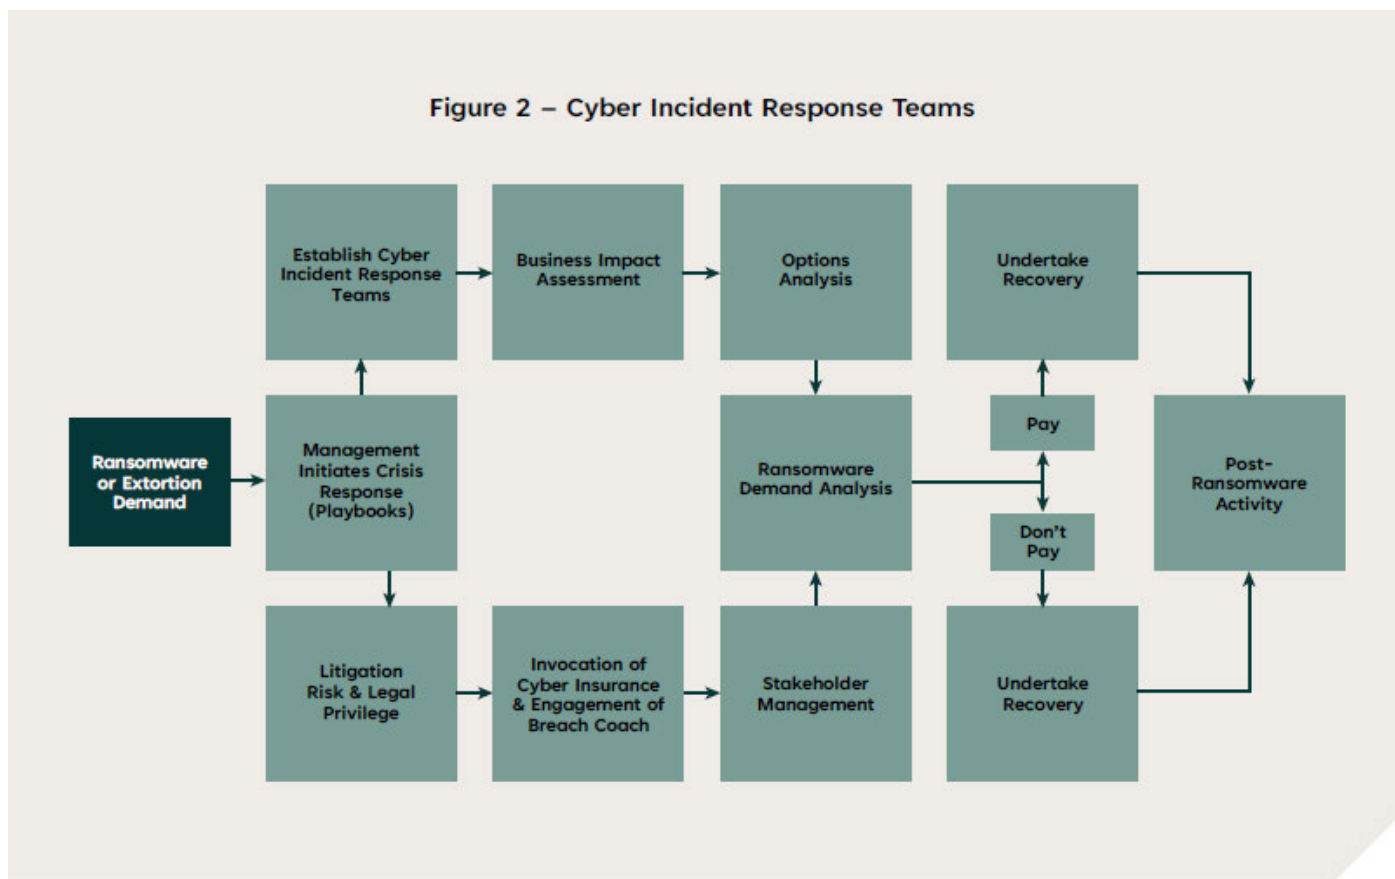 Figure 2 – Cyber Incident Response Teams
Establish Cyber
Incident Response
Teams
Business Impact
Assessment
Options
Analysis
Undertake
Recovery
Ransomware
or Extortion
Demand
Management
Initiates Crisis
Response
(Playbooks)
Ransomware
Demand Analysis
Pay
Don't
Pay
Post-
Ransomware
Activity
Litigation
Risk & Legal
Privilege
Invocation of
Cyber Insurance
& Engagement of
Breach Coach
Stakeholder
Management
Undertake
Recovery